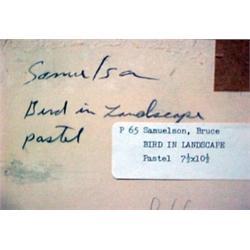 Samuelson
Bird in Landscape
pastel
P 65 Samuelson, Bruce
BIRD IN LANDSCAPE
Pastel 7½x10½